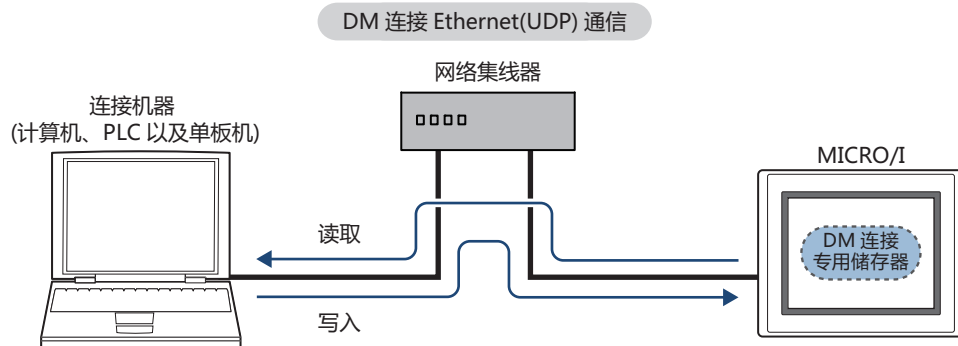 DM 连接 Ethernet(UDP) 通信
网络集线器
连接机器
(计算机、PLC 以及单板机)
MICRO/I
读取
DM 连接
专用储存器
写入